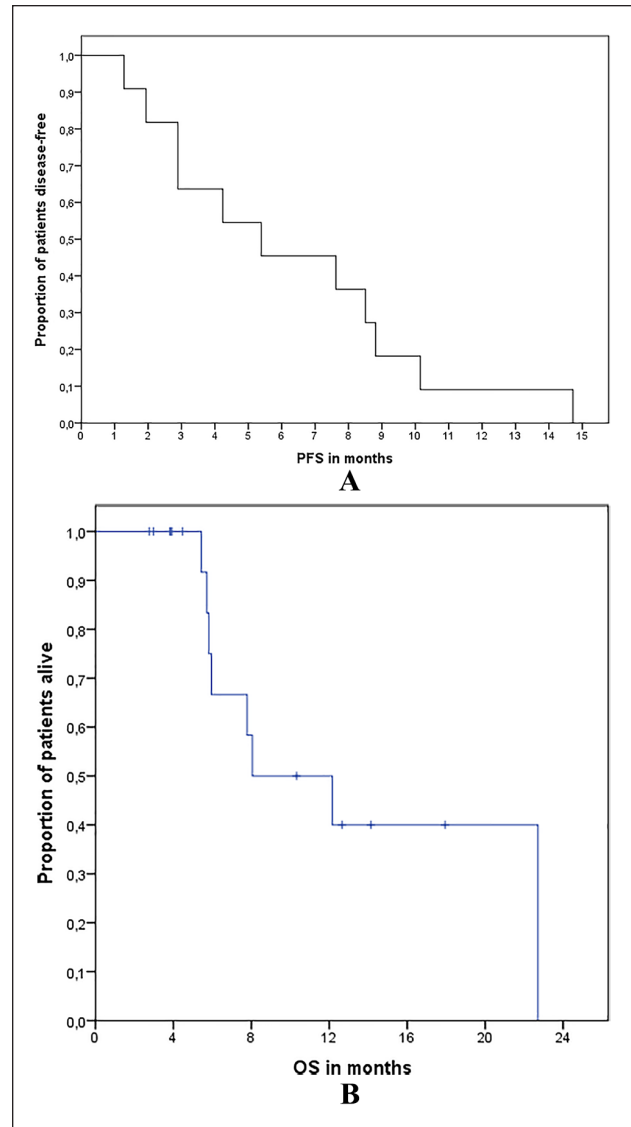 Proportion of patients disease-free
1,0
0,9
0,8
0,7
0,6
0,5
0,4
0,3
0,2
0,1
0,0
0 1 2 3 4 5 6 7 8 9 10 11 12 13 14 15
PFS in months
A
Proportion of patients alive
1,0
0,9
0,8
0,7
0,6
0,5
0,4
0,3
0,2
0,1
0,0
0 4 8 12 16 20 24
OS in months
B